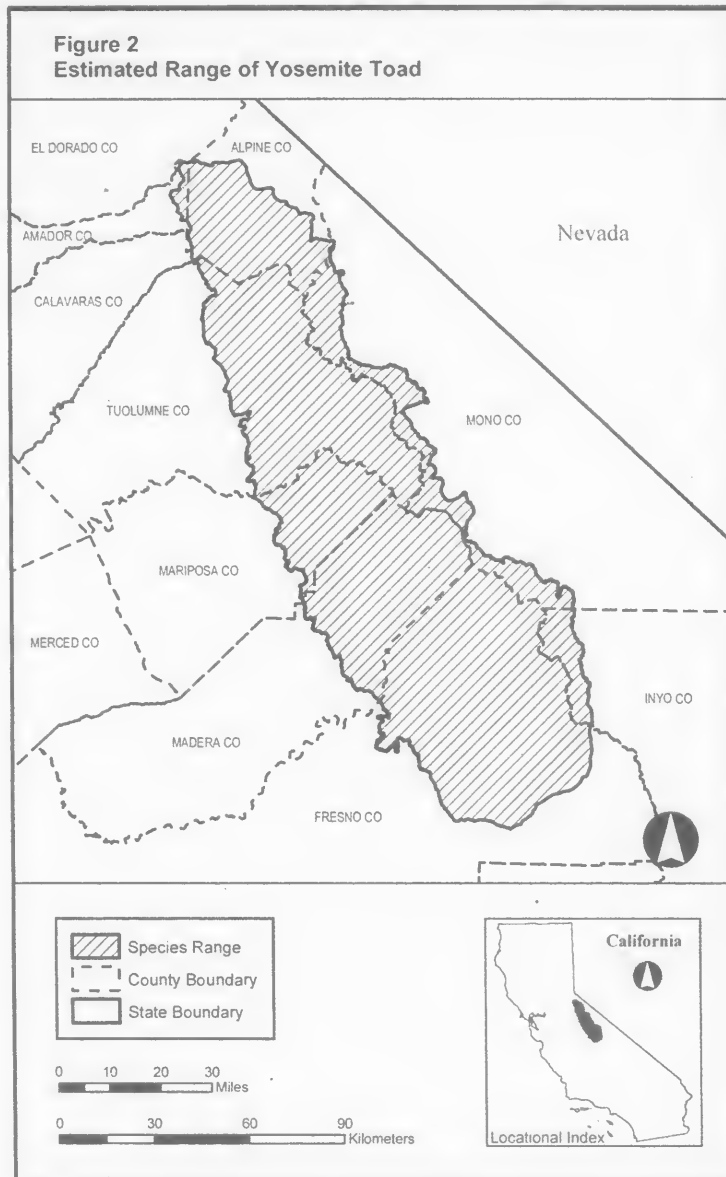 Figure 2
Estimated Range of Yosemite Toad
EL DORADO CO
ALPINE CO
Nevada
AMADOR CO
CALAVARAS CO
TUOLUMNE CO
MONO CO
MARIPOSA CO
MERCED CO
INYO CO
MADERA CO
FRESNO CO
Species Range
County Boundary
State Boundary
0 10 20 30
Miles
0 30 60 90
Kilometers
California
Locational Index